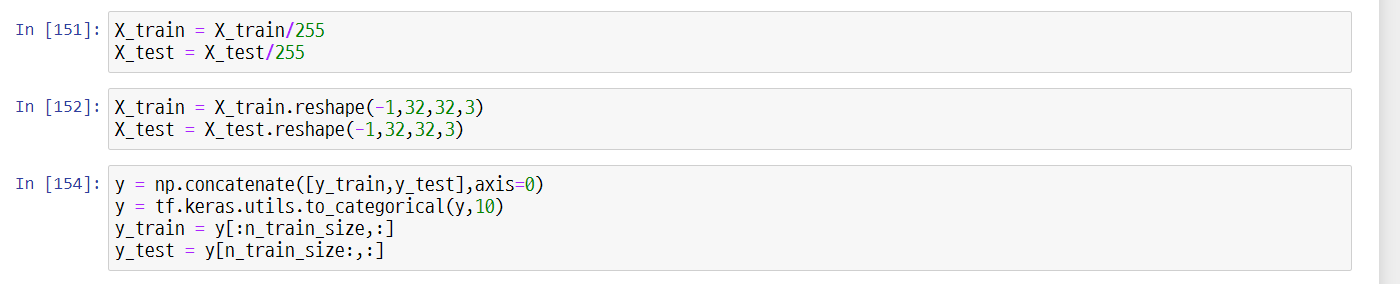 In [151]: X_train = X_train/255
X_test = X_test/255
In [152]: X_train = X_train.reshape(-1,32,32,3)
X_test = X_test.reshape(-1,32,32,3)
In [154]: y = np.concatenate([y_train,y_test],axis=0)
y = tf.keras.utils.to_categorical(y,10)
y_train = y[:n_train_size,:]
y_test = y[n_train_size:,:]